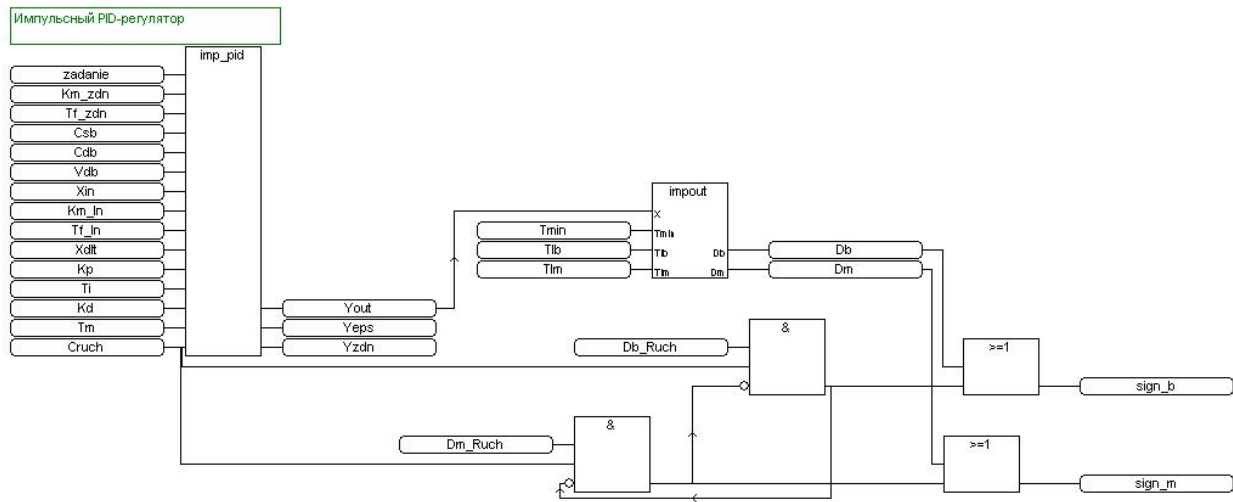 Импульсный PID-регулятор
imp_pid
zadanie
Km_zdn
Tf_zdn
Csb
Cdb
Vdb
Xin
Km_In
Tf_In
Xdlt
Kp
Ti
Kd
Tm
Cruch
Yout
Yeps
Yzdn
impout
X
Tmin
Tlb
Tlm
Tmin
Tlb
Tlm
Db
Dm
Db
Dm
&
Db_Ruch
>=1
sign_b
&
Dm_Ruch
>=1
sign_m